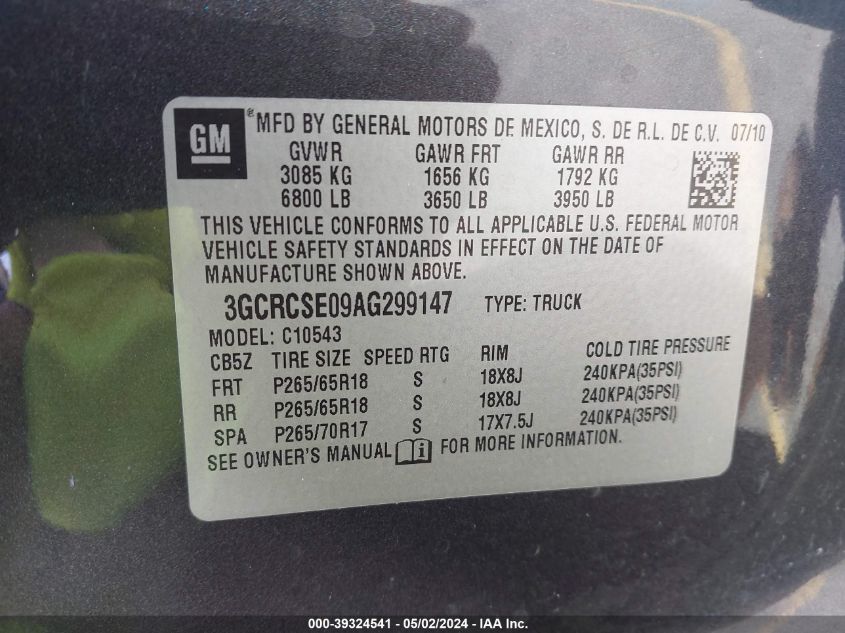 GM ® MFD BY GENERAL MOTORS DE MEXICO, S. DE R.L. DE C.V. 07/10
GVWR GAWR FRT GAWR RR
3085 KG 1656 KG 1792 KG
6800 LB 3650 LB 3950 LB
THIS VEHICLE CONFORMS TO ALL APPLICABLE U.S. FEDERAL MOTOR
VEHICLE SAFETY STANDARDS IN EFFECT ON THE DATE OF
MANUFACTURE SHOWN ABOVE.
3GCRCSE09AG299147 TYPE: TRUCK
MODEL: C10543
CB5Z TIRE SIZE SPEED RTG RIM COLD TIRE PRESSURE
FRT P265/65R18 S 18X8J 240KPA(35PSI)
RR P265/65R18 S 18X8J 240KPA(35PSI)
SPA P265/70R17 S 17X7.5J 240KPA(35PSI)
SEE OWNER'S MANUAL i FOR MORE INFORMATION.
000-39324541 - 05/02/2024 - IAA Inc.